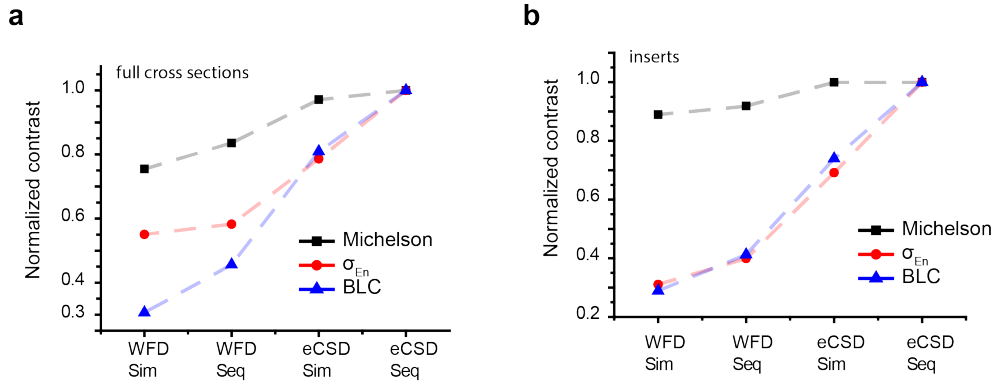 a
full cross sections
Normalized contrast
1.0
0.8
0.6
0.4
0.3
Michelson
σEn
BLC
WFD Sim
WFD Seq
eCSD Sim
eCSD Seq
b
inserts
Normalized contrast
1.0
0.8
0.6
0.4
0.2
Michelson
σEn
BLC
WFD Sim
WFD Seq
eCSD Sim
eCSD Seq